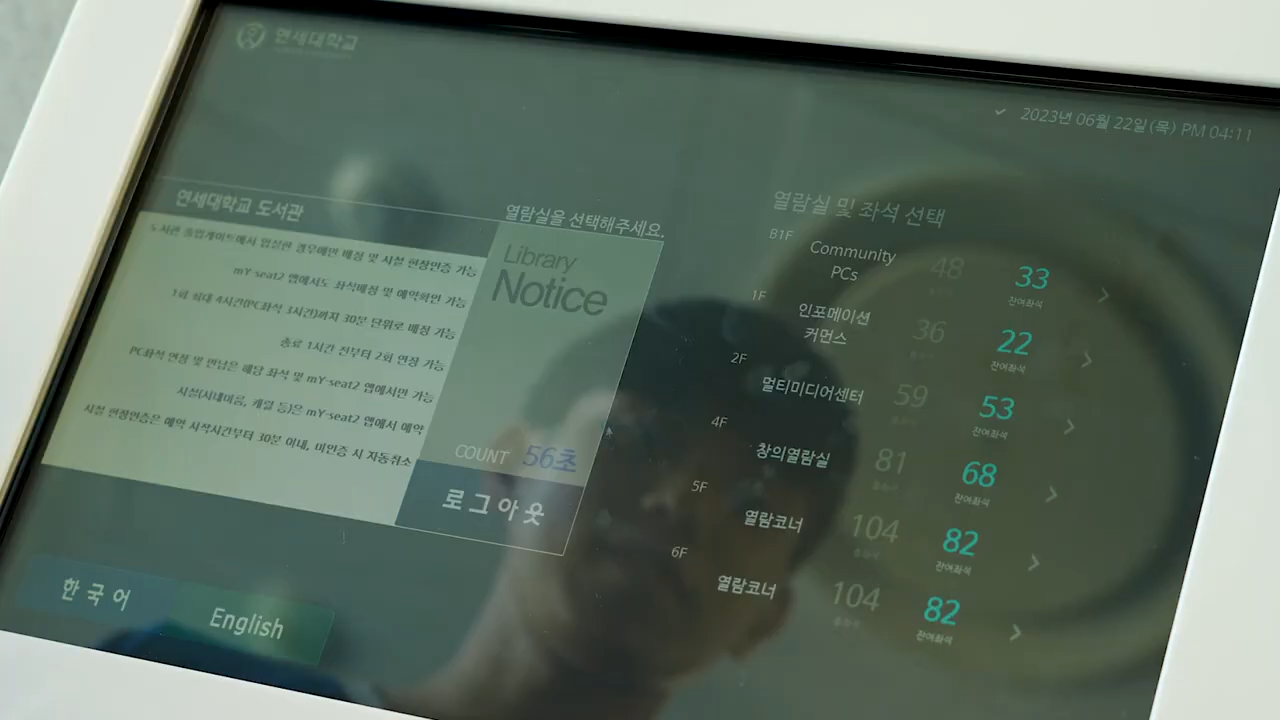 연세대학교
✓ 2023년 06월 22일(목) PM 04:11
연세대학교 도서관
열람실을 선택해주세요.
도서관 출입게이트에서 입실한 경우에만 배정 및 시설 현장인증 가능
mY-seat2 앱에서도 좌석배정 및 예약확인 가능
1회 최대 4시간(PC좌석 3시간)까지 30분 단위로 배정 가능
종료 1시간 전부터 2회 연장 가능
PC좌석 연장 및 반납은 해당 좌석 및 mY-seat2 앱에서만 가능
시설(시네마룸, 캐럴 등)은 mY-seat2 앱에서 예약
시설 현장인증은 예약 시작시간부터 30분 이내, 미인증 시 자동취소
Library
Notice
COUNT 56초
로그아웃
한국어
English
열람실 및 좌석 선택
B1F
Community PCs 48 33
잔여좌석
1F
인포메이션 커먼스 36 22
잔여좌석
2F
멀티미디어센터 59 53
잔여좌석
4F
창의열람실 81 68
잔여좌석
5F
열람코너 104 82
잔여좌석
6F
열람코너 104 82
잔여좌석